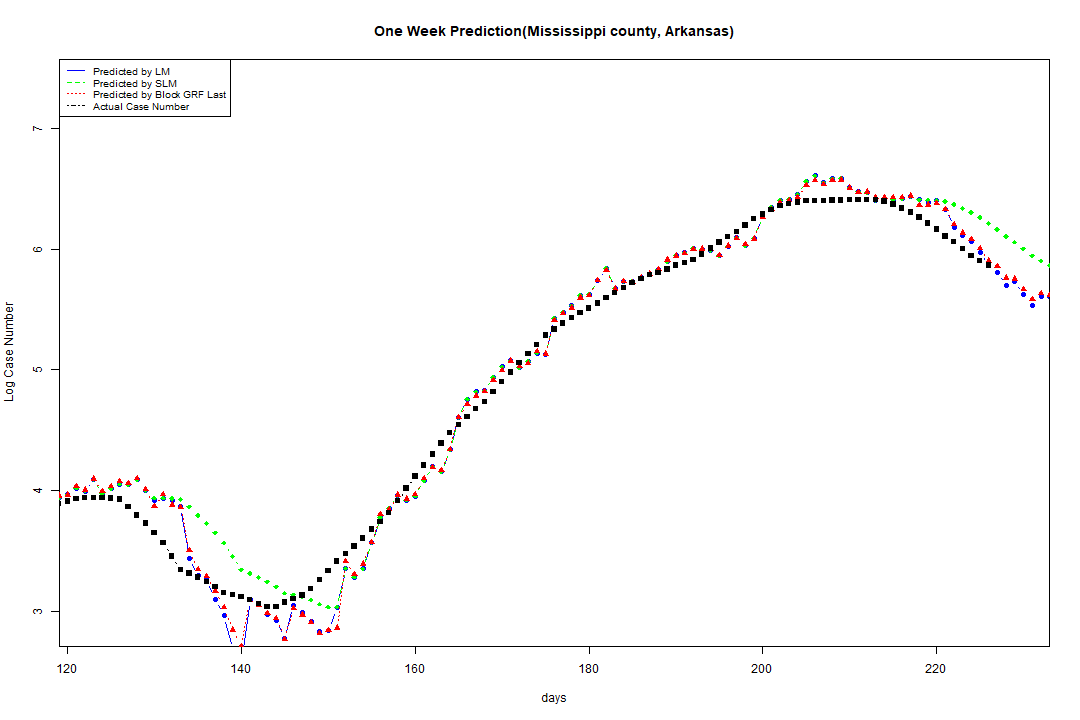 One Week Prediction(Mississippi county, Arkansas)
Predicted by LM
Predicted by SLM
Predicted by Block GRF Last
Actual Case Number
7
6
5
4
3
Log Case Number
120 140 160 180 200 220
days